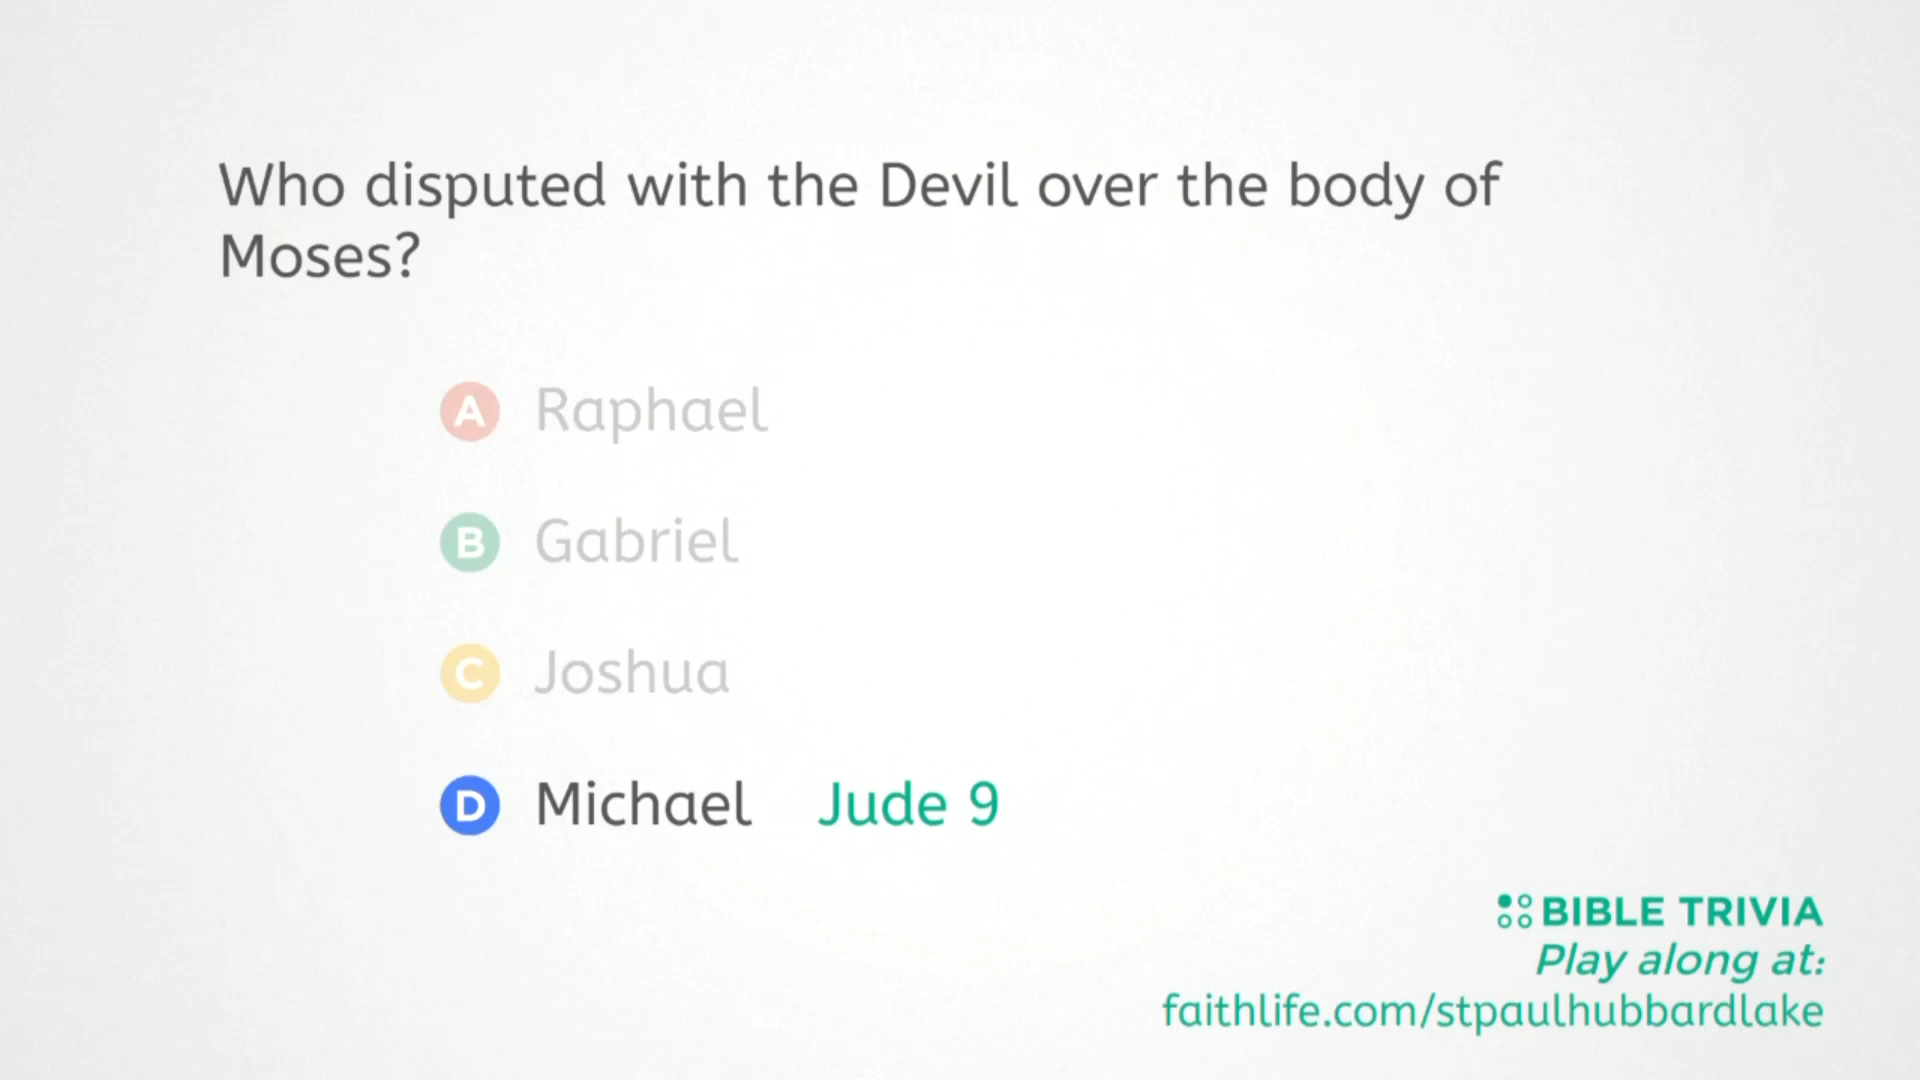 Who disputed with the Devil over the body of
Moses?
A Raphael
B Gabriel
C Joshua
D Michael Jude 9
BIBLE TRIVIA
Play along at:
faithlife.com/stpaulhubbardlake